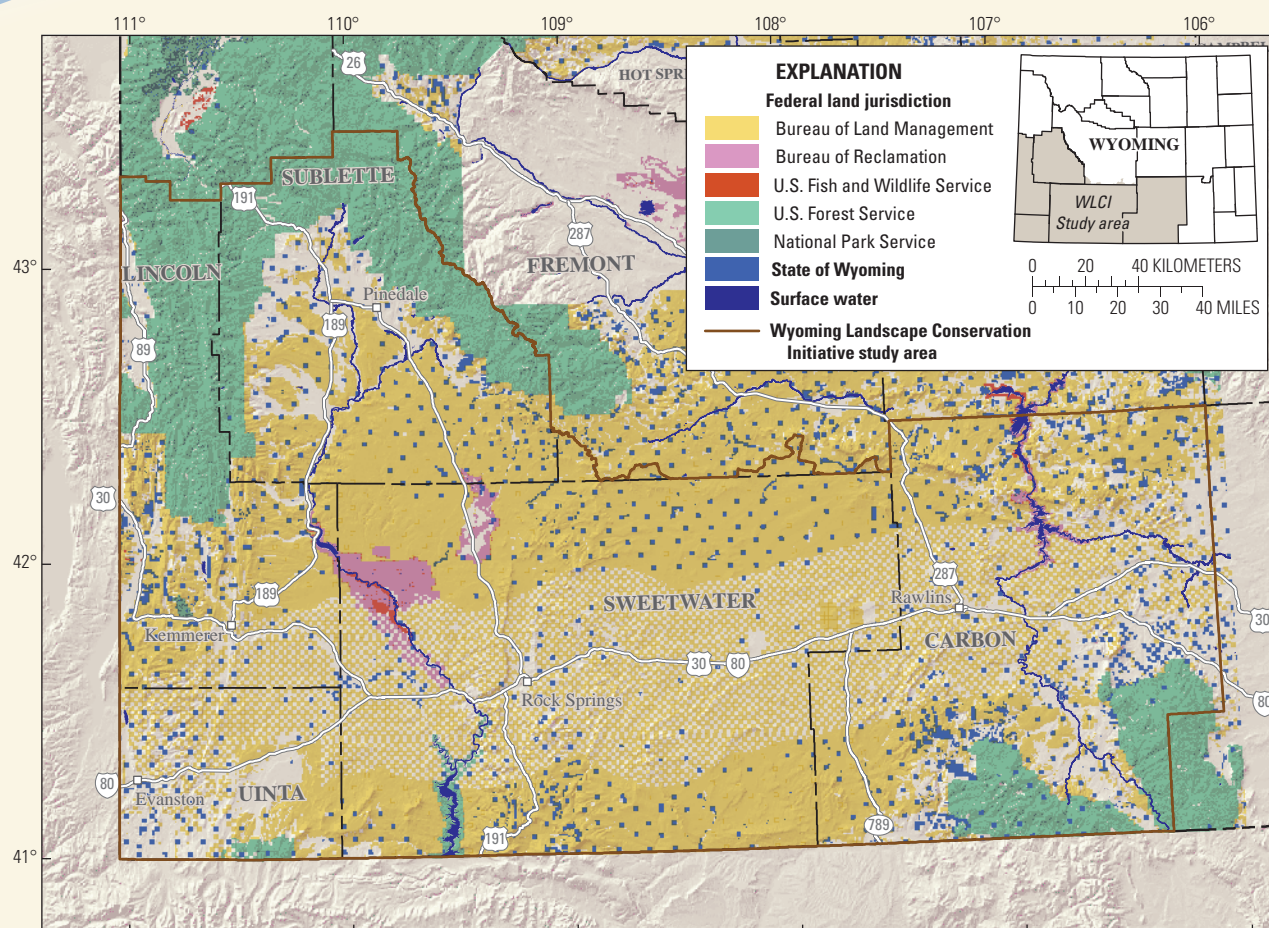 111°
110°
109°
108°
107°
106°
26
HOT SPRI
EXPLANATION
Federal land jurisdiction
Bureau of Land Management
Bureau of Reclamation
U.S. Fish and Wildlife Service
U.S. Forest Service
National Park Service
State of Wyoming
Surface water
Wyoming Landscape Conservation
Initiative study area
WYOMING
WLCI
Study area
0 20 40 KILOMETERS
0 10 20 30 40 MILES
SUBLETTE
191
287
FREMONT
43°
LINCOLN
Pinedale
189
89
30
42°
189
Kemmerer
SWEETWATER
287
Rawlins
CARBON
30
30 80
Rock Springs
80
80
Evanston
UINTA
191
789
41°